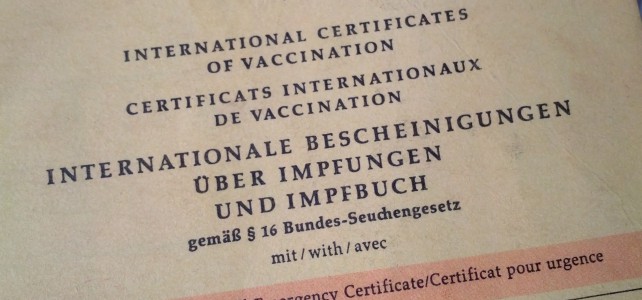 INTERNATIONAL CERTIFICATES
OF VACCINATION
CERTIFICATS INTERNATIONAUX
DE VACCINATION
INTERNATIONALE BESCHEINIGUNGEN
ÜBER IMPFUNGEN
UND IMPFBUCH
gemäß § 16 Bundes-Seuchengesetz
mit/with/avec
Certificate/Certificat pour urgence